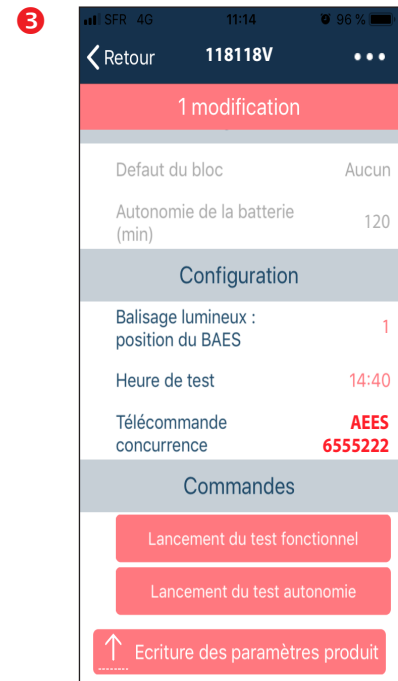 3
SFR 4G 11:14 96 %
Retour 118118V
1 modification
Defaut du bloc Aucun
Autonomie de la batterie
(min) 120
Configuration
Balisage lumineux :
position du BAES 1
Heure de test 14:40
Télécommande AEES
concurrence 6555222
Commandes
Lancement du test fonctionnel
Lancement du test autonomie
Ecriture des paramètres produit